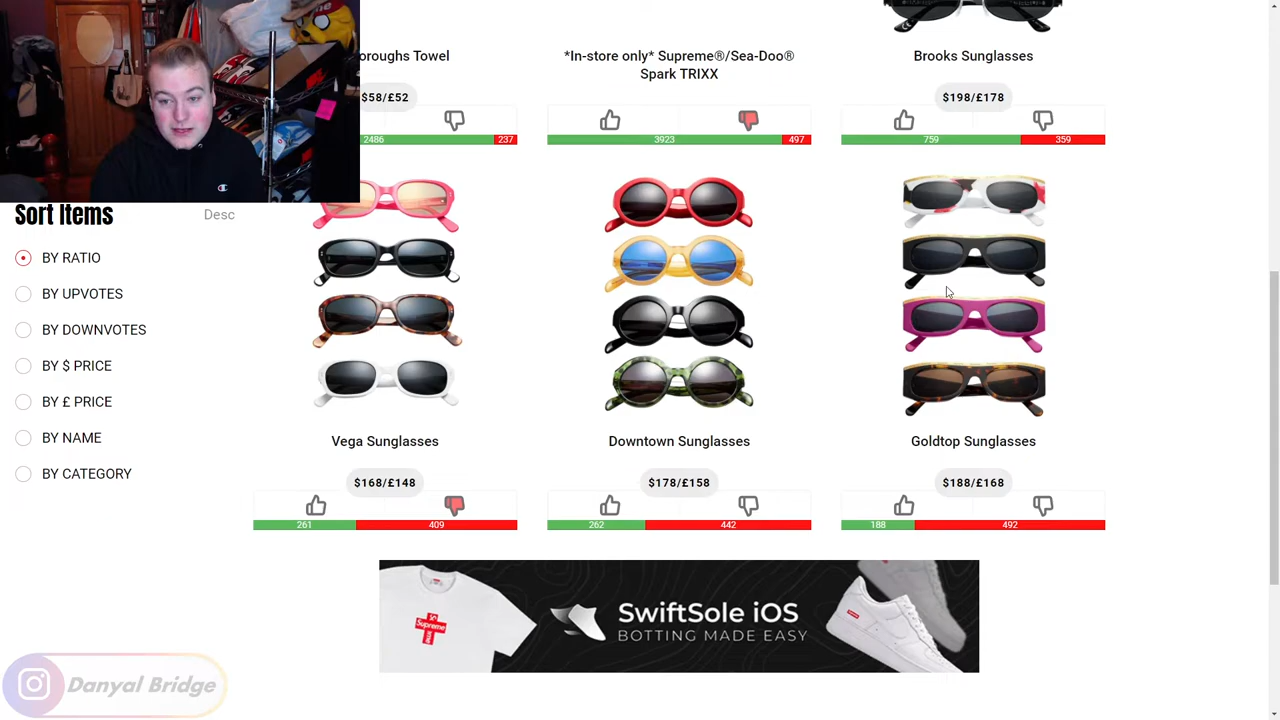 oroughs Towel
*In-store only* Supreme®/Sea-Doo®
Spark TRIXX
Brooks Sunglasses
$58/£52
$198/£178
2486
237
3923
497
759
359
Sort Items
Desc
BY RATIO
BY UPVOTES
BY DOWNVOTES
BY $ PRICE
BY £ PRICE
BY NAME
BY CATEGORY
Vega Sunglasses
Downtown Sunglasses
Goldtop Sunglasses
$168/£148
$178/£158
$188/£168
261
409
262
442
188
492
Supreme
SwiftSole iOS
BOTTING MADE EASY
Danyal Bridge